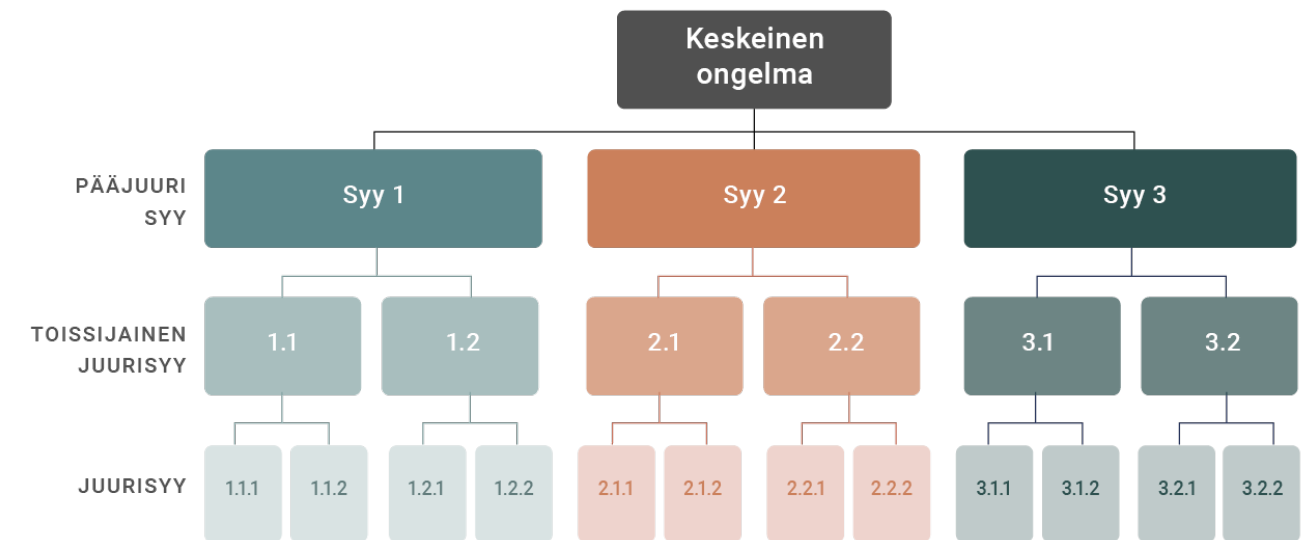 Keskeinen
ongelma
PÄÄJUURI
SYY
Syy 1
Syy 2
Syy 3
TOISSIJAINEN
JUURISYY
1.1
1.2
2.1
2.2
3.1
3.2
JUURISYY
1.1.1
1.1.2
1.2.1
1.2.2
2.1.1
2.1.2
2.2.1
2.2.2
3.1.1
3.1.2
3.2.1
3.2.2